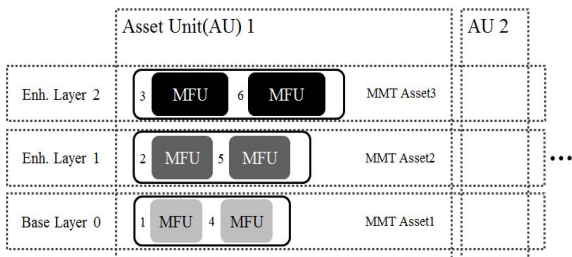 Asset Unit(AU) 1 AU 2
Enh. Layer 2 3 MFU 6 MFU MMT Asset3
Enh. Layer 1 2 MFU 5 MFU MMT Asset2
...
Base Layer 0 1 MFU 4 MFU MMT Asset1